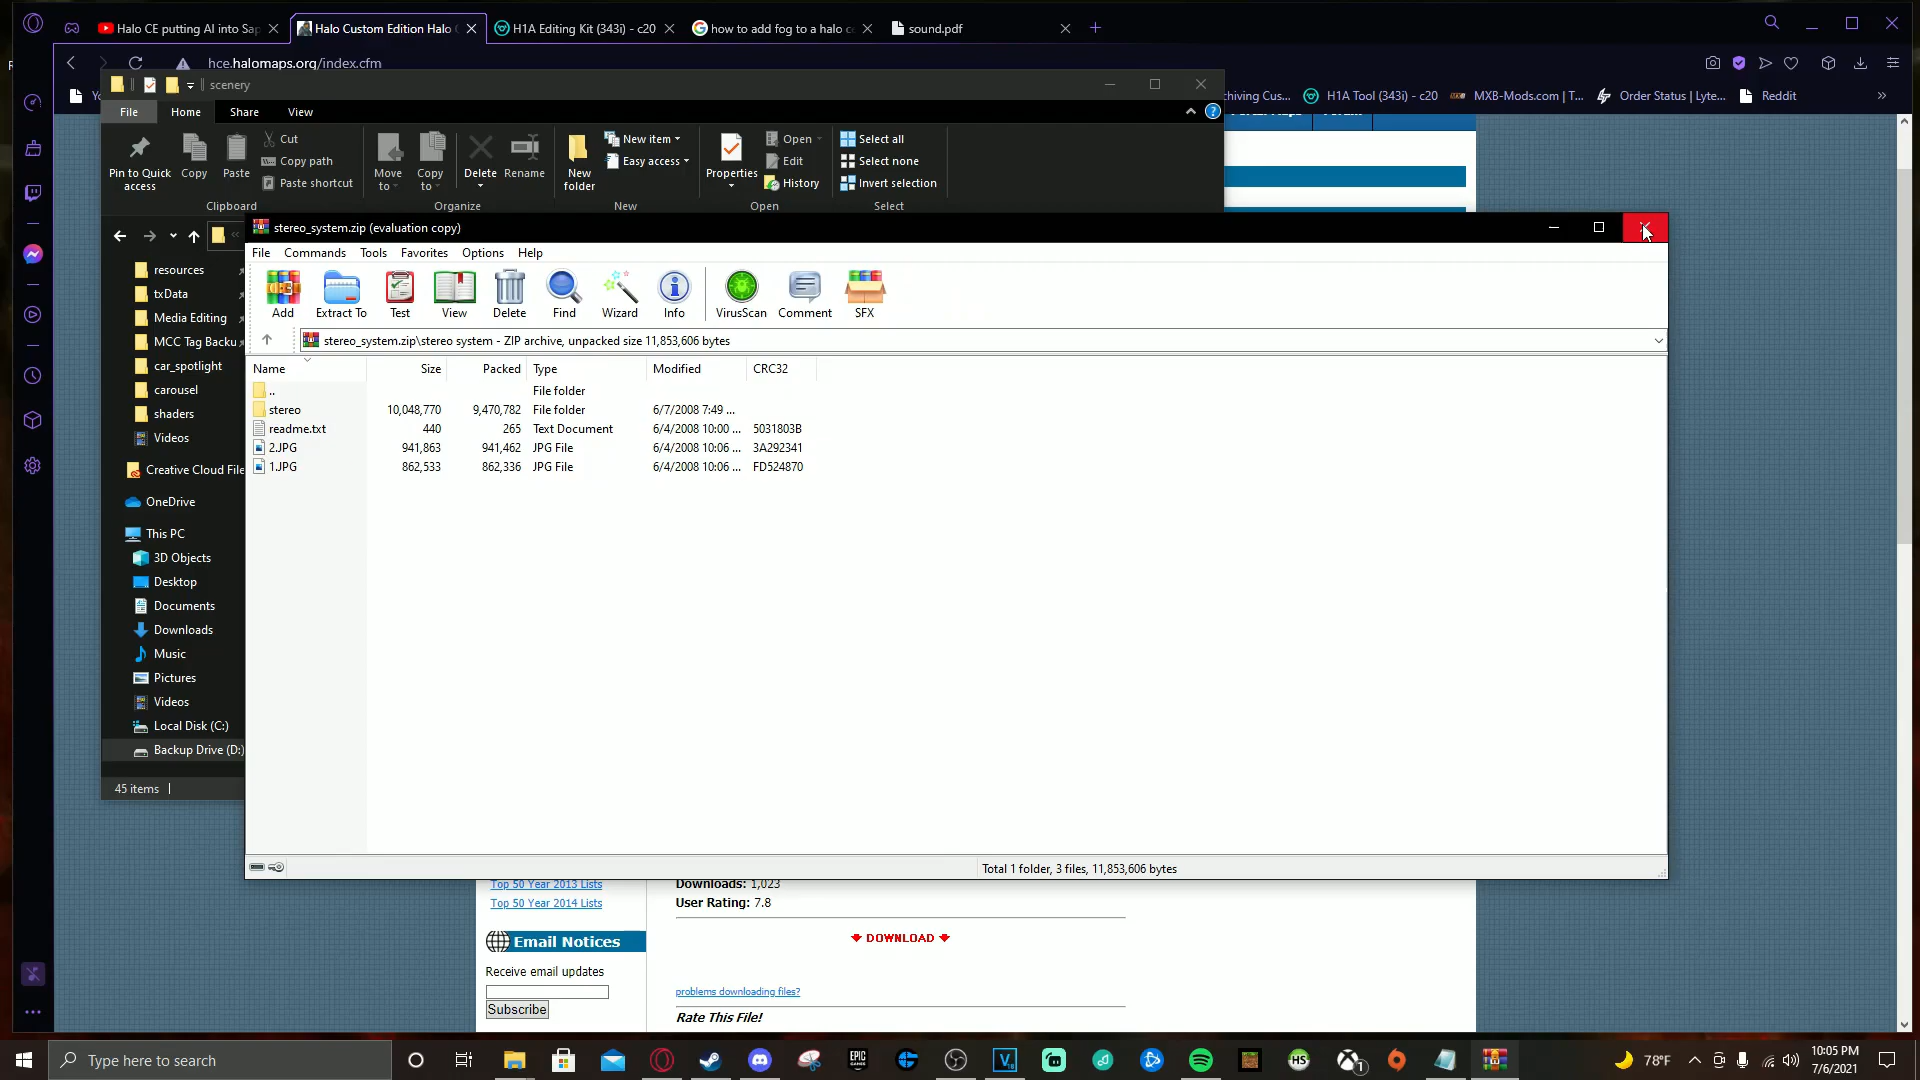 Halo CE putting AI into Sap
Halo Custom Edition Halo
H1A Editing Kit (343i) - c20
how to add fog to a halo c
sound.pdf
hce.halomaps.org/index.cfm
chiving Cus...
H1A Tool (343i) - c20
MXB-Mods.com | T...
Order Status | Lyte...
Reddit
scenery
File
Home
Share
View
Pin to Quick access
Copy
Paste
Cut
Copy path
Paste shortcut
Clipboard
Move to
Copy to
Delete
Rename
Organize
New folder
New item
Easy access
New
Properties
Open
Edit
History
Open
Select all
Select none
Invert selection
Select
stereo_system.zip (evaluation copy)
File Commands Tools Favorites Options Help
Add
Extract To
Test
View
Delete
Find
Wizard
Info
VirusScan
Comment
SFX
stereo_system.zip\stereo system - ZIP archive, unpacked size 11,853,606 bytes
Name Size Packed Type Modified CRC32
.. File folder
stereo 10,048,770 9,470,782 File folder 6/7/2008 7:49 ...
readme.txt 440 265 Text Document 6/4/2008 10:00 ... 5031803B
2.JPG 941,863 941,462 JPG File 6/4/2008 10:06 ... 3A292341
1.JPG 862,533 862,336 JPG File 6/4/2008 10:06 ... FD524870
Total 1 folder, 3 files, 11,853,606 bytes
resources
txData
Media Editing
MCC Tag Backu
car_spotlight
carousel
shaders
Videos
Creative Cloud File
OneDrive
This PC
3D Objects
Desktop
Documents
Downloads
Music
Pictures
Videos
Local Disk (C:)
Backup Drive (D:)
45 items
Top 50 Year 2013 Lists
Top 50 Year 2014 Lists
Email Notices
Receive email updates
Subscribe
Downloads: 1,023
User Rating: 7.8
DOWNLOAD
problems downloading files?
Rate This File!
Type here to search
78°F
10:05 PM
7/6/2021